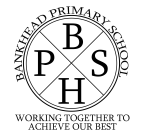 BANKHEAD PRIMARY SCHOOL
B
P S
H
WORKING TOGETHER TO
ACHIEVE OUR BEST